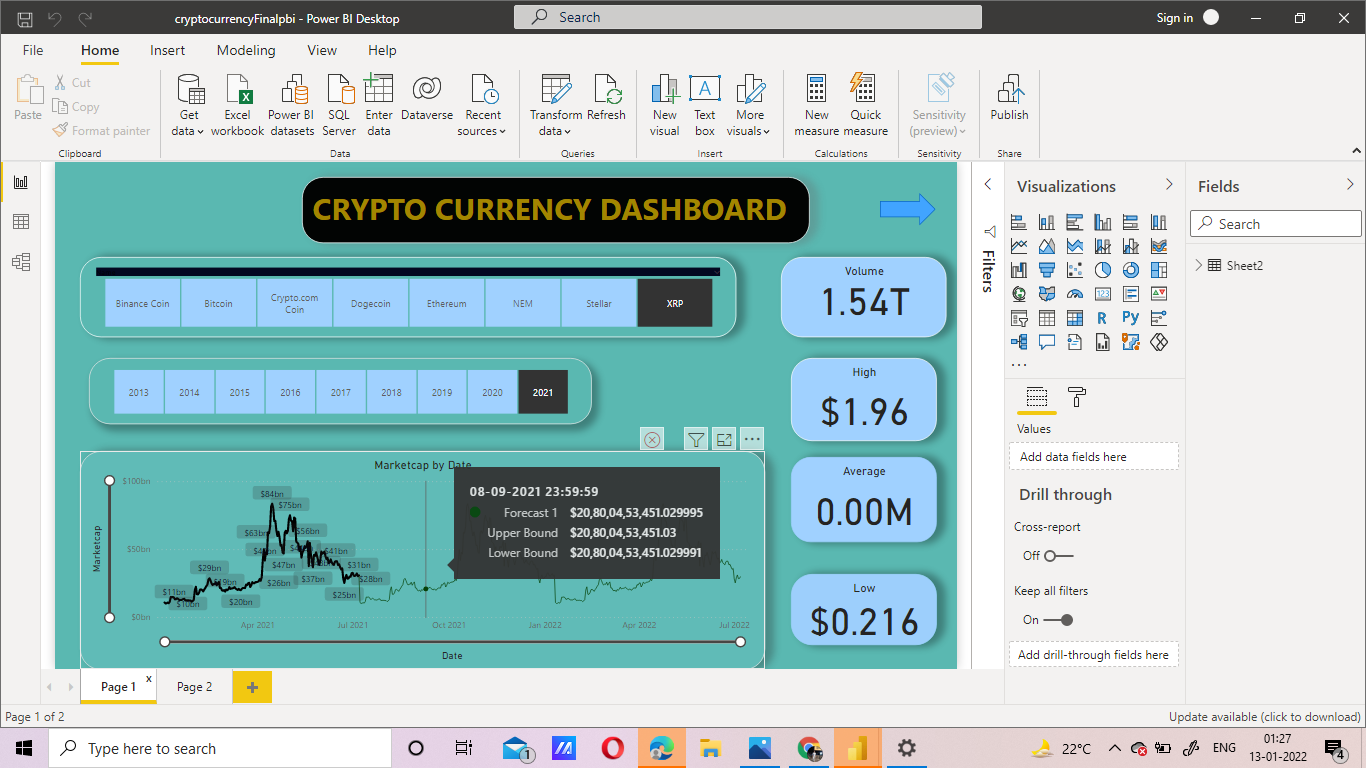 cryptocurrencyFinalpbi - Power BI Desktop
Search
Sign in
File
Home
Insert
Modeling
View
Help
Paste
Cut
Copy
Format painter
Clipboard
Get data
Excel workbook
Power BI datasets
SQL Server
Enter data
Dataverse
Recent sources
Data
Transform data
Refresh
Queries
New visual
Text box
More visuals
Insert
New measure
Quick measure
Calculations
Sensitivity (preview)
Sensitivity
Publish
Share
CRYPTO CURRENCY DASHBOARD
Binance Coin
Bitcoin
Crypto.com Coin
Dogecoin
Ethereum
NEM
Stellar
XRP
2013
2014
2015
2016
2017
2018
2019
2020
2021
Volume
1.54T
High
$1.96
Average
0.00M
Low
$0.216
Marketcap by Date
Marketcap
$100bn
$50bn
$0bn
$84bn
$75bn
$63bn
$56bn
$41bn
$29bn
$47bn
$31bn
$19bn
$26bn
$37bn
$28bn
$11bn
$10bn
$20bn
$25bn
08-09-2021 23:59:59
Forecast 1 $20,80,04,53,451.029995
Upper Bound $20,80,04,53,451.03
Lower Bound $20,80,04,53,451.029991
Apr 2021
Jul 2021
Oct 2021
Jan 2022
Apr 2022
Jul 2022
Date
Filters
Visualizations
R
Py
123
Values
Add data fields here
Drill through
Cross-report
Off
Keep all filters
On
Add drill-through fields here
Fields
Search
Sheet2
Page 1
x
Page 2
Page 1 of 2
Update available (click to download)
Type here to search
1
22°C
ENG
01:27
13-01-2022
4